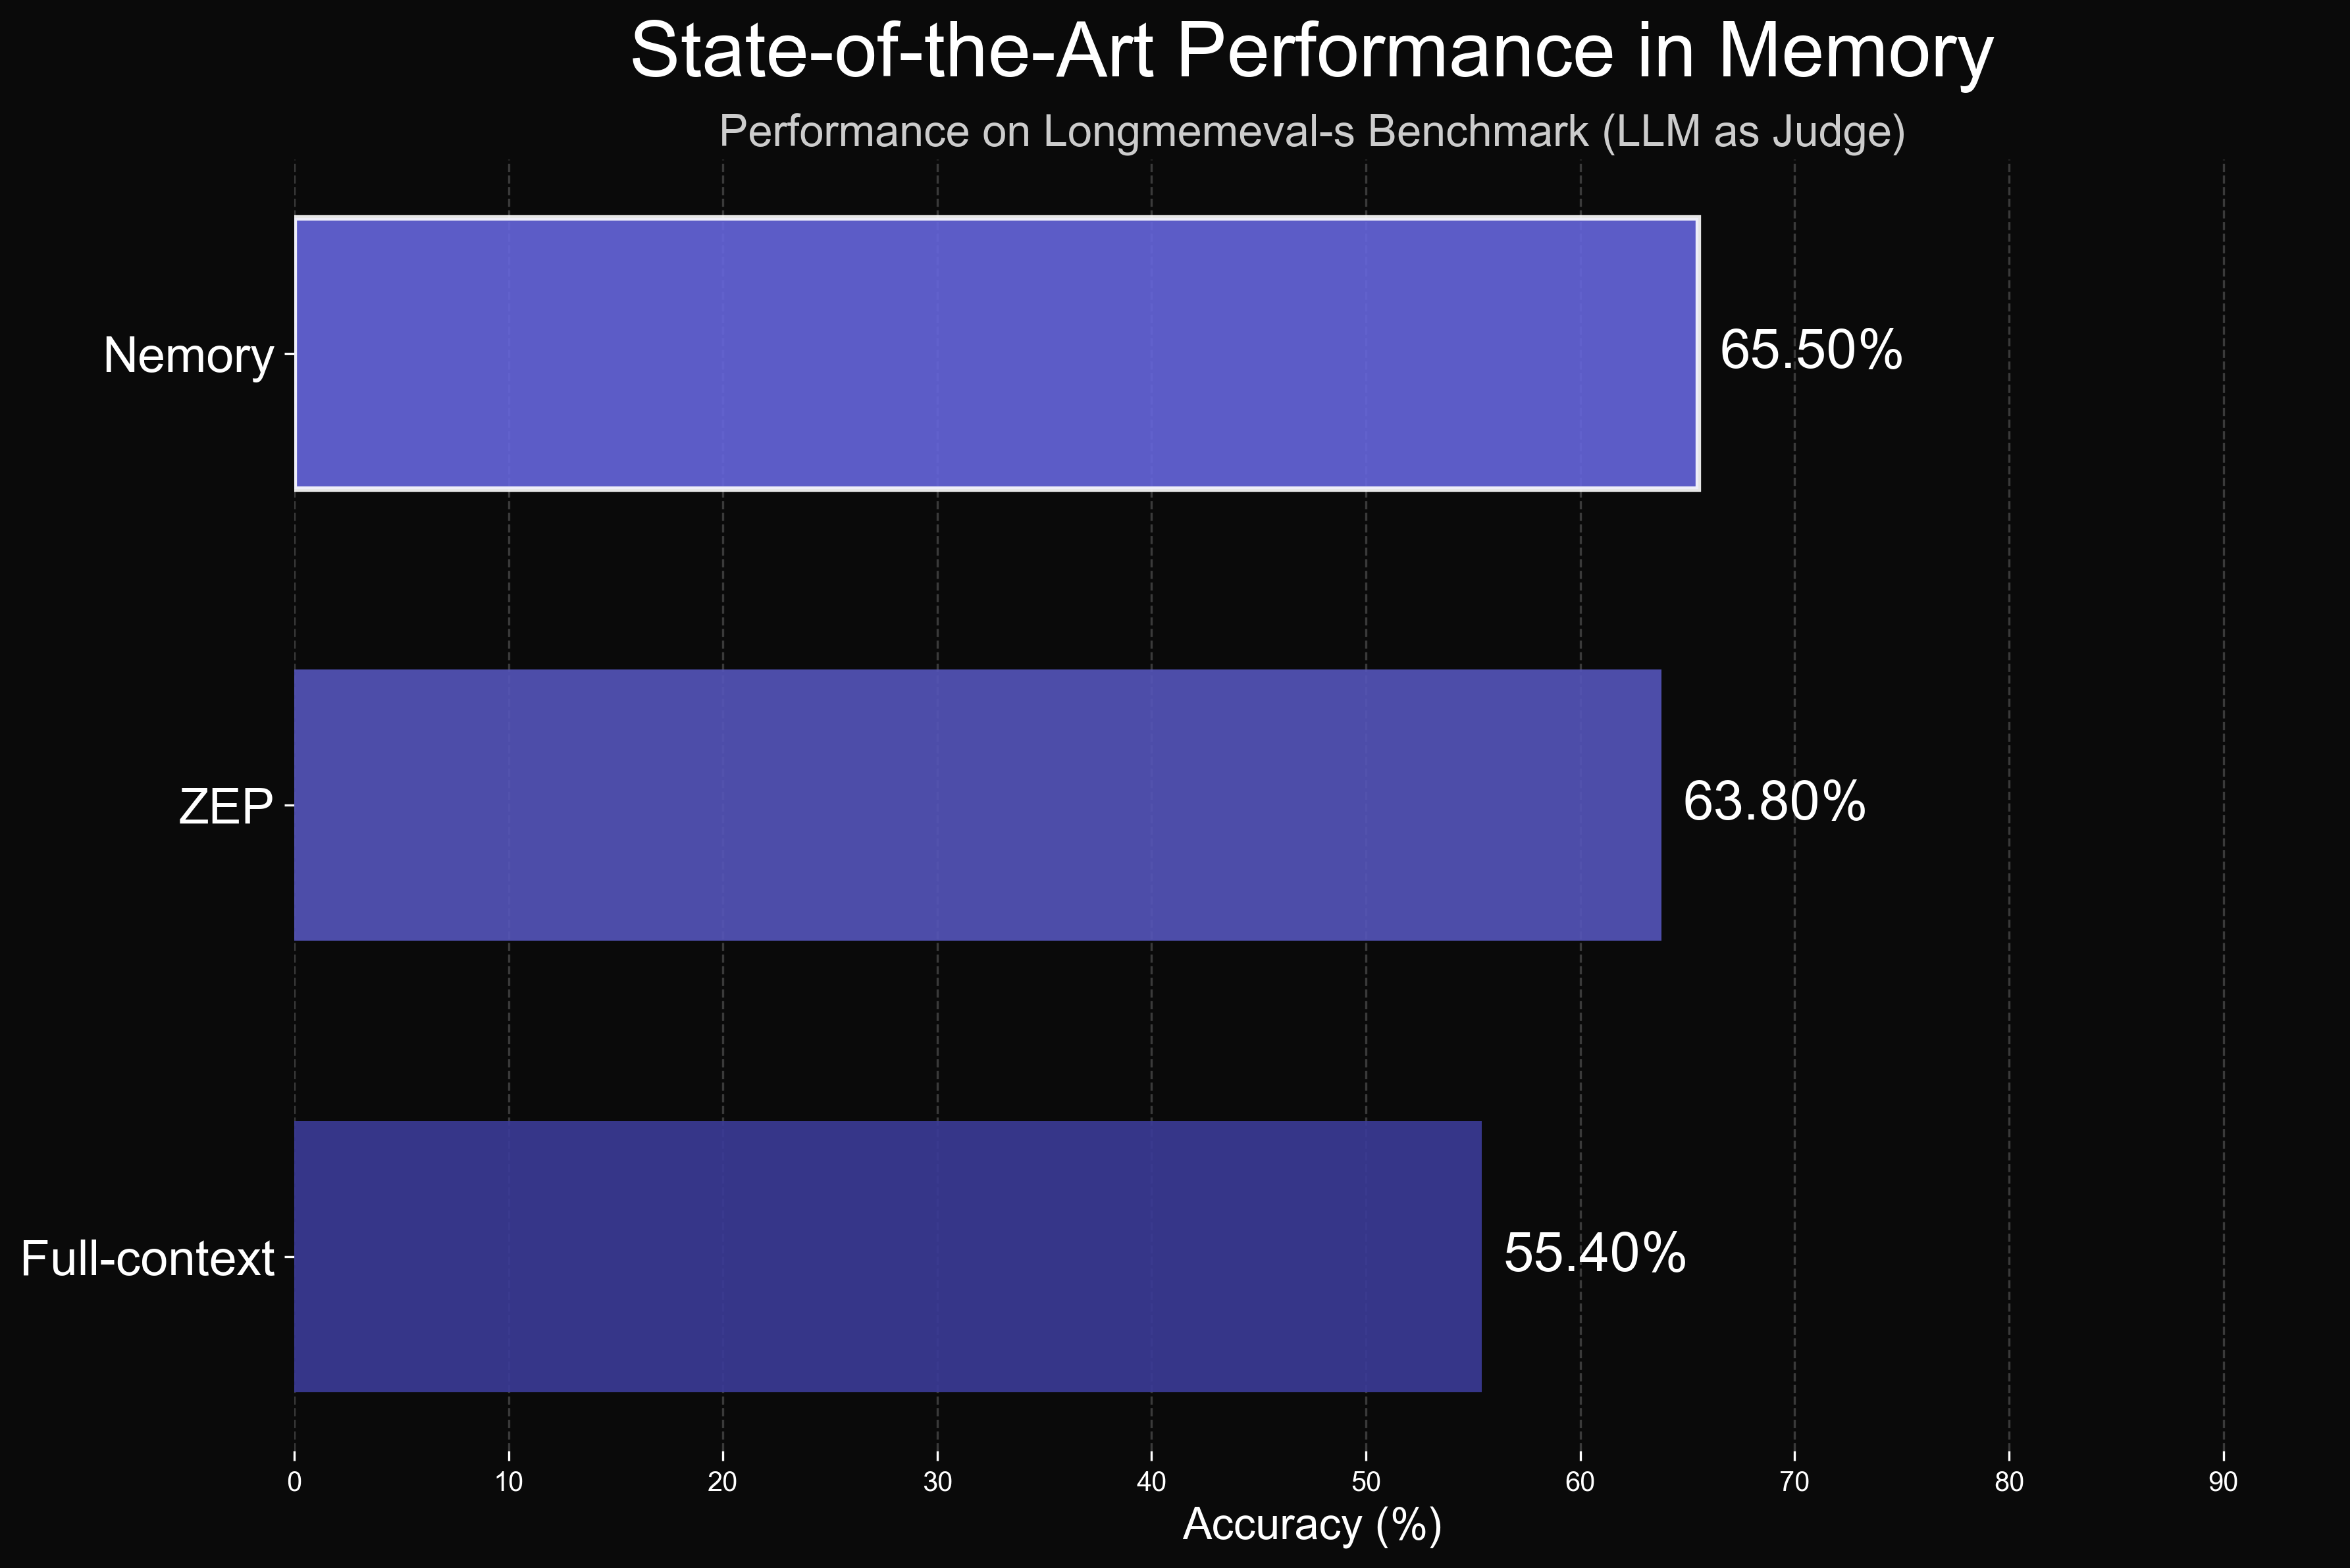 State-of-the-Art Performance in Memory
Performance on Longmemeval-s Benchmark (LLM as Judge)
Nemory
65.50%
ZEP
63.80%
Full-context
55.40%
0 10 20 30 40 50 60 70 80 90
Accuracy (%)